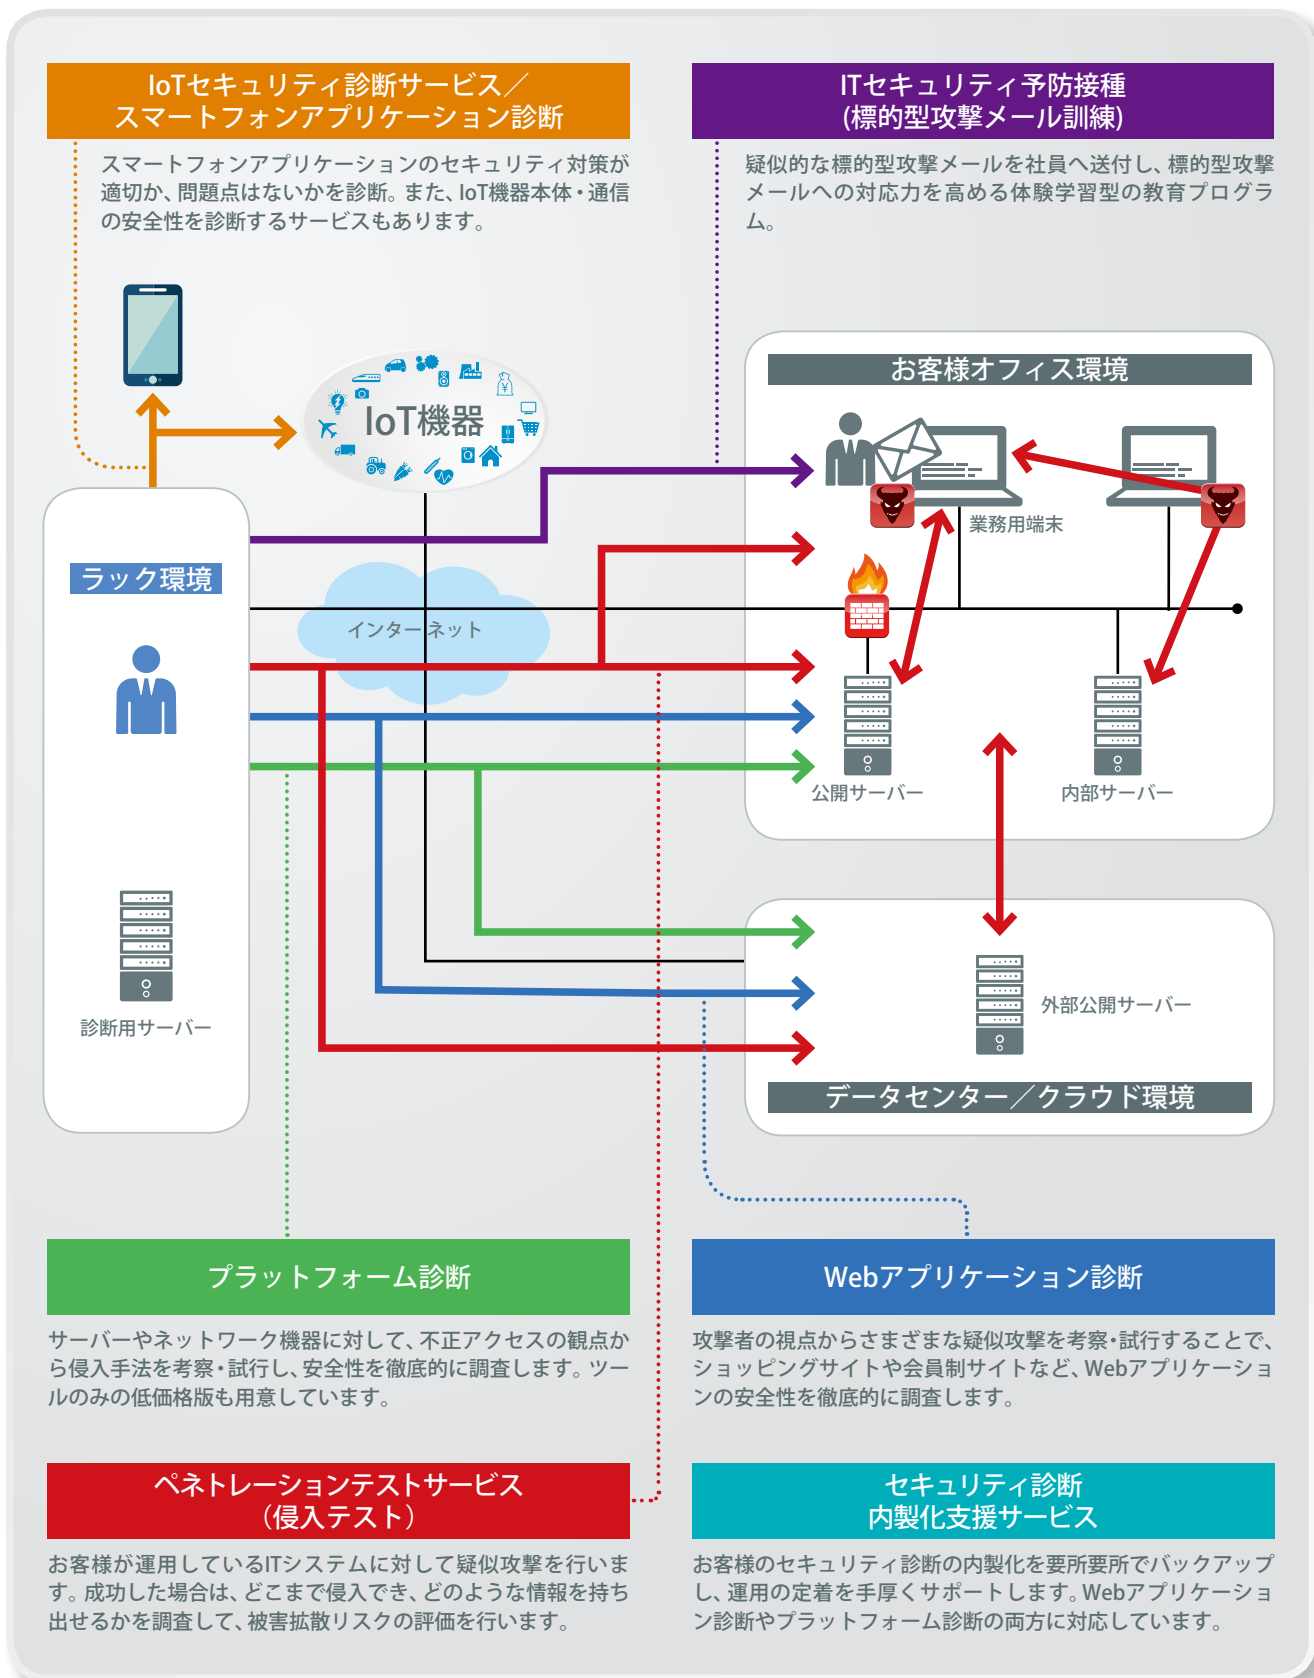 IoTセキュリティ診断サービス／
スマートフォンアプリケーション診断
スマートフォンアプリケーションのセキュリティ対策が
適切か、問題点はないかを診断。また、IoT機器本体・通信
の安全性を診断するサービスもあります。
ITセキュリティ予防接種
(標的型攻撃メール訓練)
疑似的な標的型攻撃メールを社員へ送付し、標的型攻撃
メールへの対応力を高める体験学習型の教育プログラ
ム。
IoT機器
¥
お客様オフィス環境
業務用端末
ラック環境
インターネット
公開サーバー
内部サーバー
診断用サーバー
外部公開サーバー
データセンター／クラウド環境
プラットフォーム診断
サーバーやネットワーク機器に対して、不正アクセスの観点か
ら侵入手法を考察・試行し、安全性を徹底的に調査します。ツー
ルのみの低価格版も用意しています。
Webアプリケーション診断
攻撃者の視点からさまざまな疑似攻撃を考察・試行することで、
ショッピングサイトや会員制サイトなど、Webアプリケーショ
ンの安全性を徹底的に調査します。
ペネトレーションテストサービス
（侵入テスト）
お客様が運用しているITシステムに対して疑似攻撃を行いま
す。成功した場合は、どこまで侵入でき、どのような情報を持ち
出せるかを調査して、被害拡散リスクの評価を行います。
セキュリティ診断
内製化支援サービス
お客様のセキュリティ診断の内製化を要所要所でバックアップ
し、運用の定着を手厚くサポートします。Webアプリケーショ
ン診断やプラットフォーム診断の両方に対応しています。